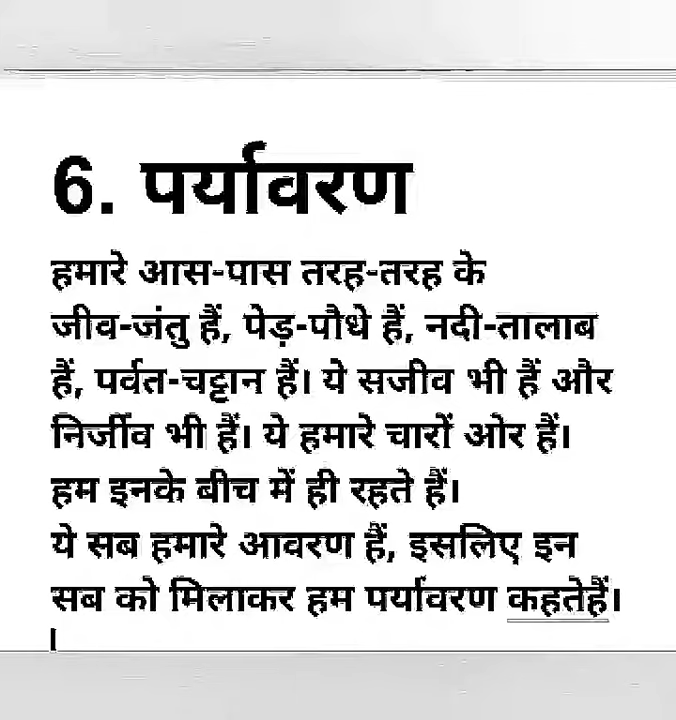 6. पर्यावरण
हमारे आस-पास तरह-तरह के
जीव-जंतु हैं, पेड़-पौधे हैं, नदी-तालाब
हैं, पर्वत-चट्टान हैं। ये सजीव भी हैं और
निर्जीव भी हैं। ये हमारे चारों ओर हैं।
हम इनके बीच में ही रहते हैं।
ये सब हमारे आवरण हैं, इसलिए इन
सब को मिलाकर हम पर्यावरण कहतेहैं।